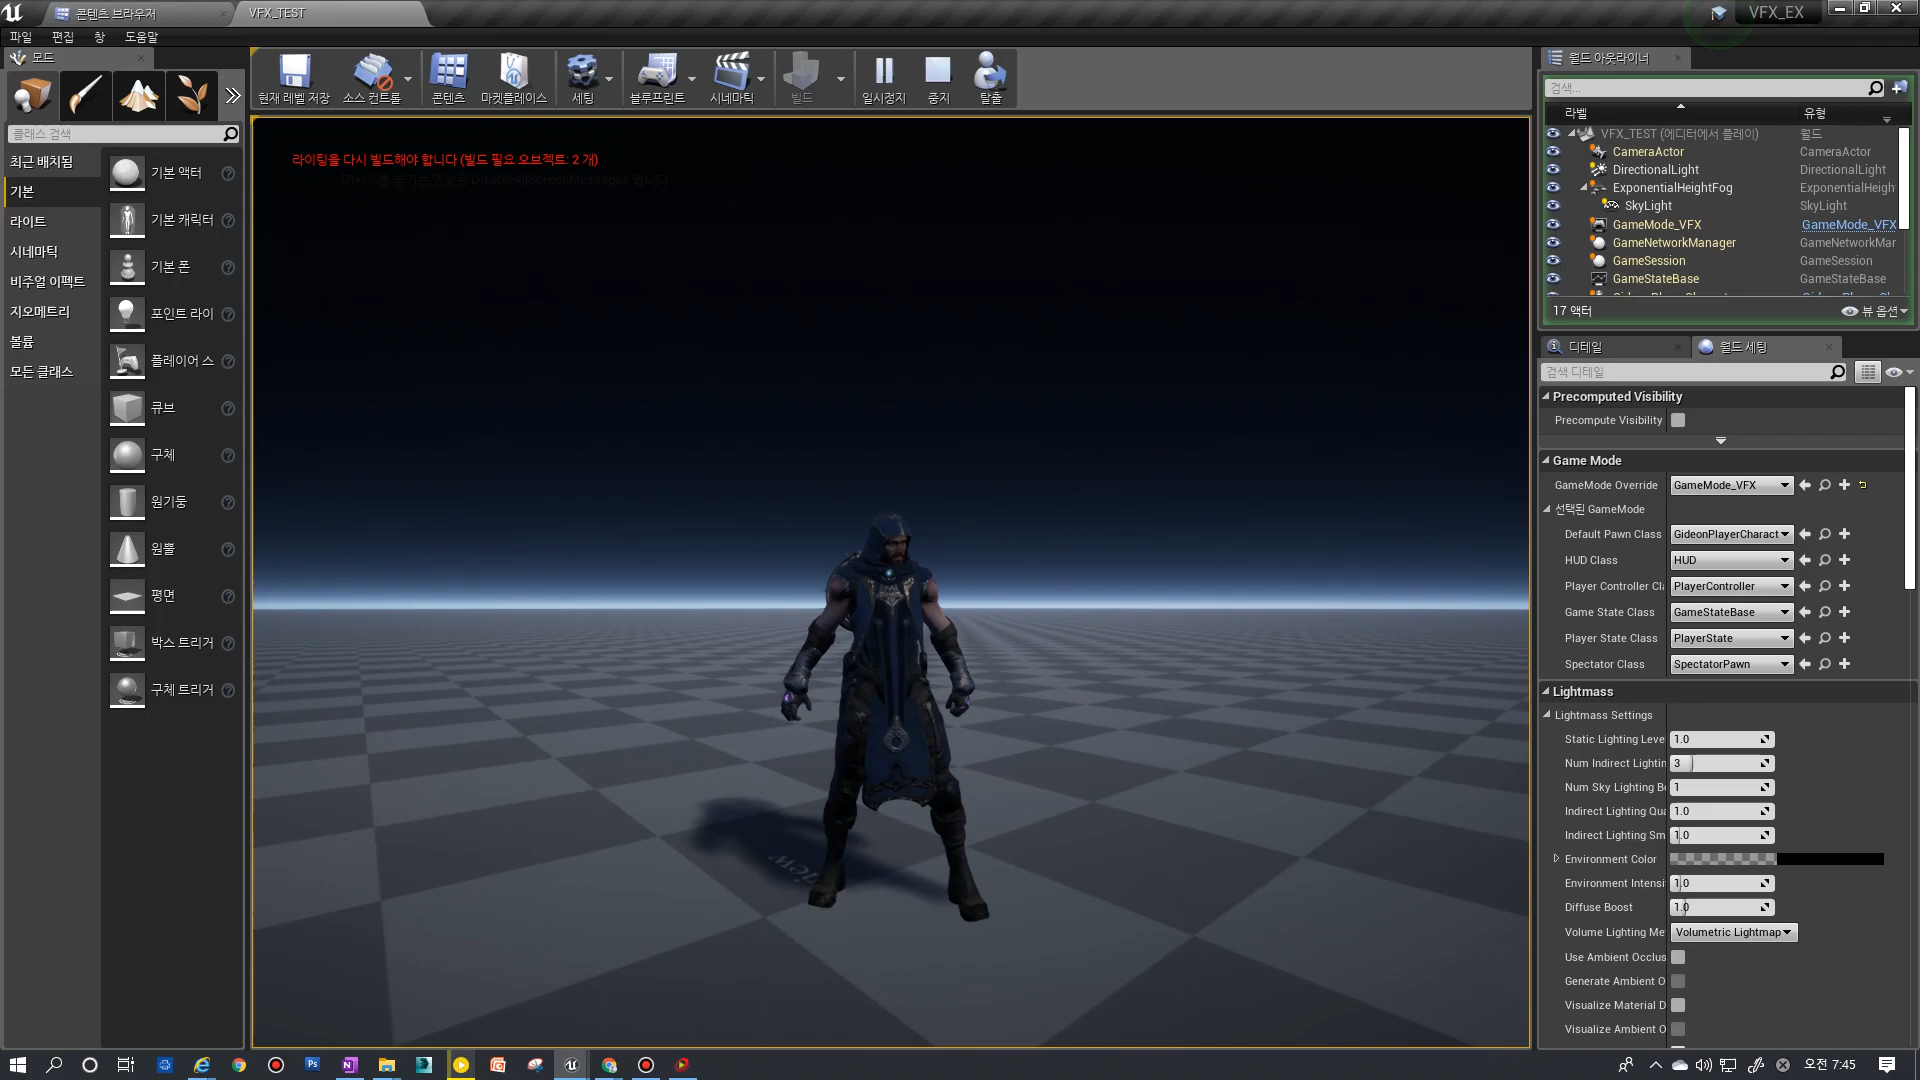 콘텐츠 브라우저
VFX_TEST
VFX_EX
파일 편집 창 도움말
모드
월드 아웃라이너
현재 레벨 저장
소스 컨트롤
콘텐츠
마켓플레이스
세팅
블루프린트
시네마틱
빌드
일시정지
중지
탈출
클래스 검색
최근 배치됨
기본
라이트
시네마틱
비주얼 이펙트
지오메트리
볼륨
모든 클래스
기본 액터
기본 캐릭터
기본 폰
포인트 라이
플레이어 스
큐브
구체
원기둥
원뿔
평면
박스 트리거
구체 트리거
라이팅을 다시 빌드해야 합니다 (빌드 필요 오브젝트: 2 개)
DisableAllScreenMessages 입니다
검색...
라벨 유형
VFX_TEST (에디터에서 플레이) 월드
CameraActor CameraActor
DirectionalLight DirectionalLight
ExponentialHeightFog ExponentialHeigh
SkyLight SkyLight
GameMode_VFX GameMode_VFX
GameNetworkManager GameNetworkMar
GameSession GameSession
GameStateBase GameStateBase
17 액터
뷰 옵션
디테일
월드 세팅
검색 디테일
Precomputed Visibility
Precompute Visibility
Game Mode
GameMode Override GameMode_VFX
선택된 GameMode
Default Pawn Class GideonPlayerCharact
HUD Class HUD
Player Controller Cl PlayerController
Game State Class GameStateBase
Player State Class PlayerState
Spectator Class SpectatorPawn
Lightmass
Lightmass Settings
Static Lighting Leve 1.0
Num Indirect Lightin 3
Num Sky Lighting B 1
Indirect Lighting Qua 1.0
Indirect Lighting Sm 1.0
Environment Color
Environment Intensi 1.0
Diffuse Boost 1.0
Volume Lighting Me Volumetric Lightmap
Use Ambient Occlus
Generate Ambient O
Visualize Material D
Visualize Ambient O
오전 7:45